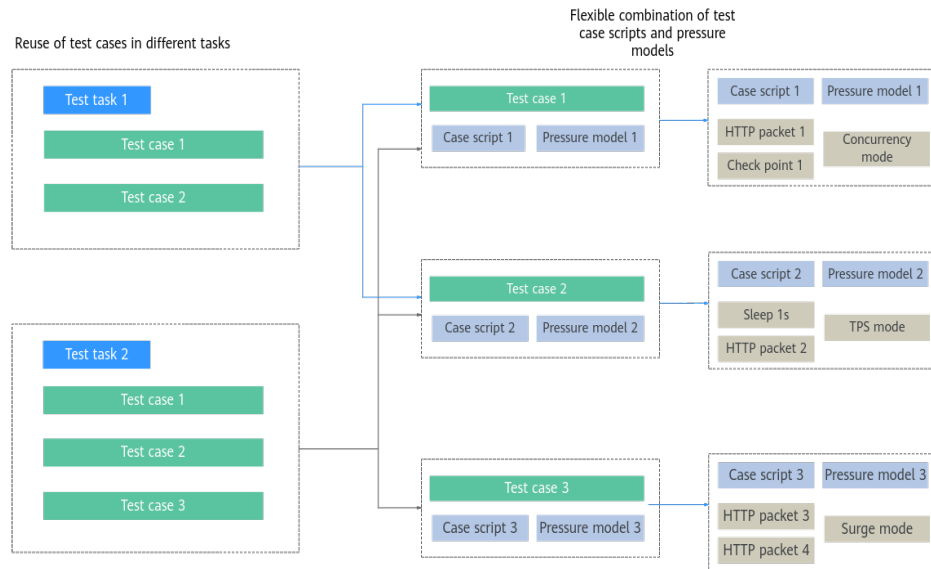 Reuse of test cases in different tasks
Flexible combination of test
case scripts and pressure
models
Test task 1
Test case 1
Test case 2
Test task 2
Test case 1
Test case 2
Test case 3
Test case 1
Case script 1
Pressure model 1
Test case 2
Case script 2
Pressure model 2
Test case 3
Case script 3
Pressure model 3
Case script 1
Pressure model 1
HTTP packet 1
Check point 1
Concurrency
mode
Case script 2
Pressure model 2
Sleep 1s
HTTP packet 2
TPS mode
Case script 3
Pressure model 3
HTTP packet 3
HTTP packet 4
Surge mode